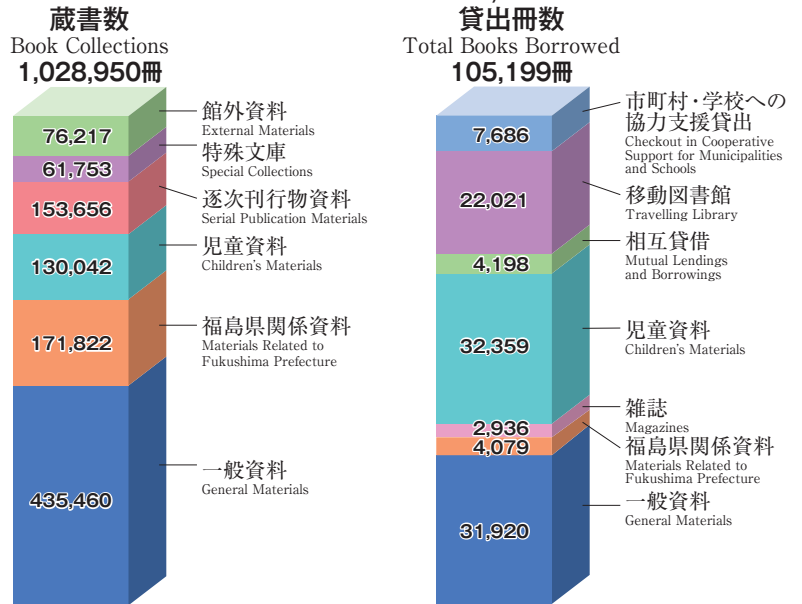 蔵書数
Book Collections
1,028,950冊
76,217
61,753
153,656
130,042
171,822
435,460
館外資料
External Materials
特殊文庫
Special Collections
逐次刊行物資料
Serial Publication Materials
児童資料
Children's Materials
福島県関係資料
Materials Related to
Fukushima Prefecture
一般資料
General Materials
貸出冊数
Total Books Borrowed
105,199冊
7,686
22,021
4,198
32,359
2,936
4,079
31,920
市町村・学校への
協力支援貸出
Checkout in Cooperative
Support for Municipalities
and Schools
移動図書館
Travelling Library
相互貸借
Mutual Lendings
and Borrowings
児童資料
Children's Materials
雑誌
Magazines
福島県関係資料
Materials Related to
Fukushima Prefecture
一般資料
General Materials